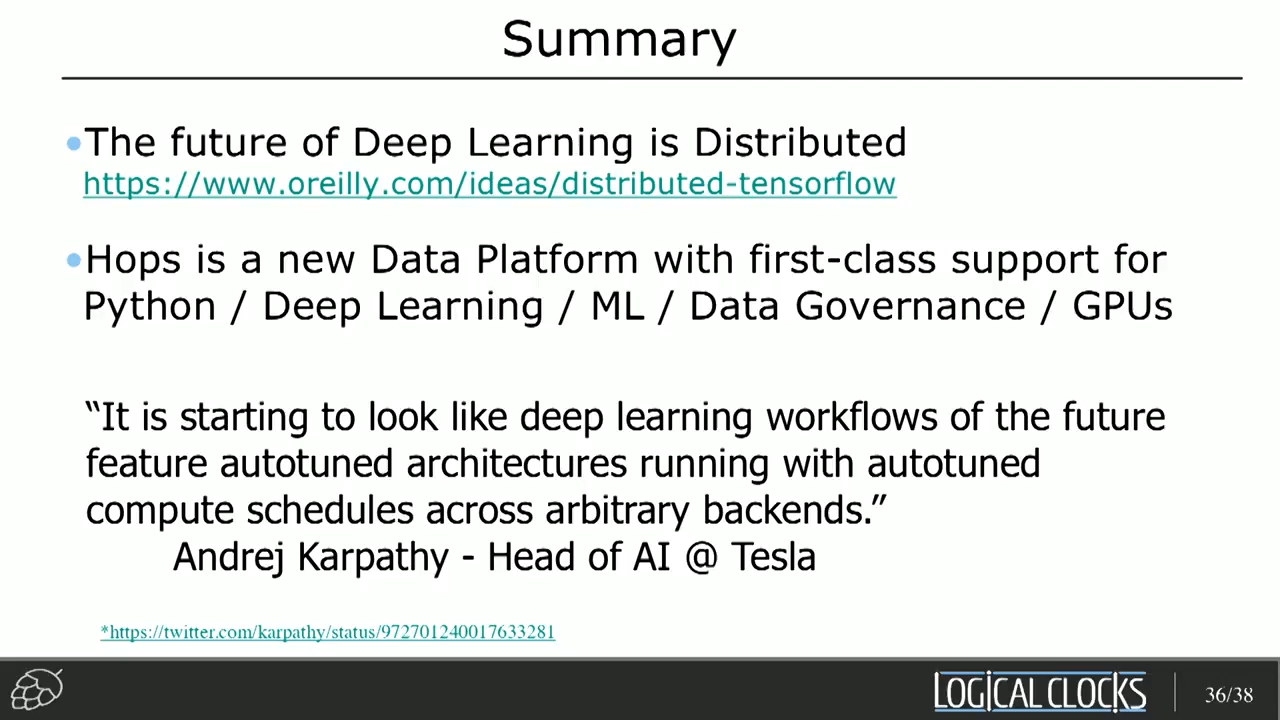 Summary
•The future of Deep Learning is Distributed
https://www.oreilly.com/ideas/distributed-tensorflow
•Hops is a new Data Platform with first-class support for
Python / Deep Learning / ML / Data Governance / GPUs
“It is starting to look like deep learning workflows of the future
feature autotuned architectures running with autotuned
compute schedules across arbitrary backends.”
Andrej Karpathy - Head of AI @ Tesla
*https://twitter.com/karpathy/status/972701240017633281
LOGICAL CLOCKS
36/38